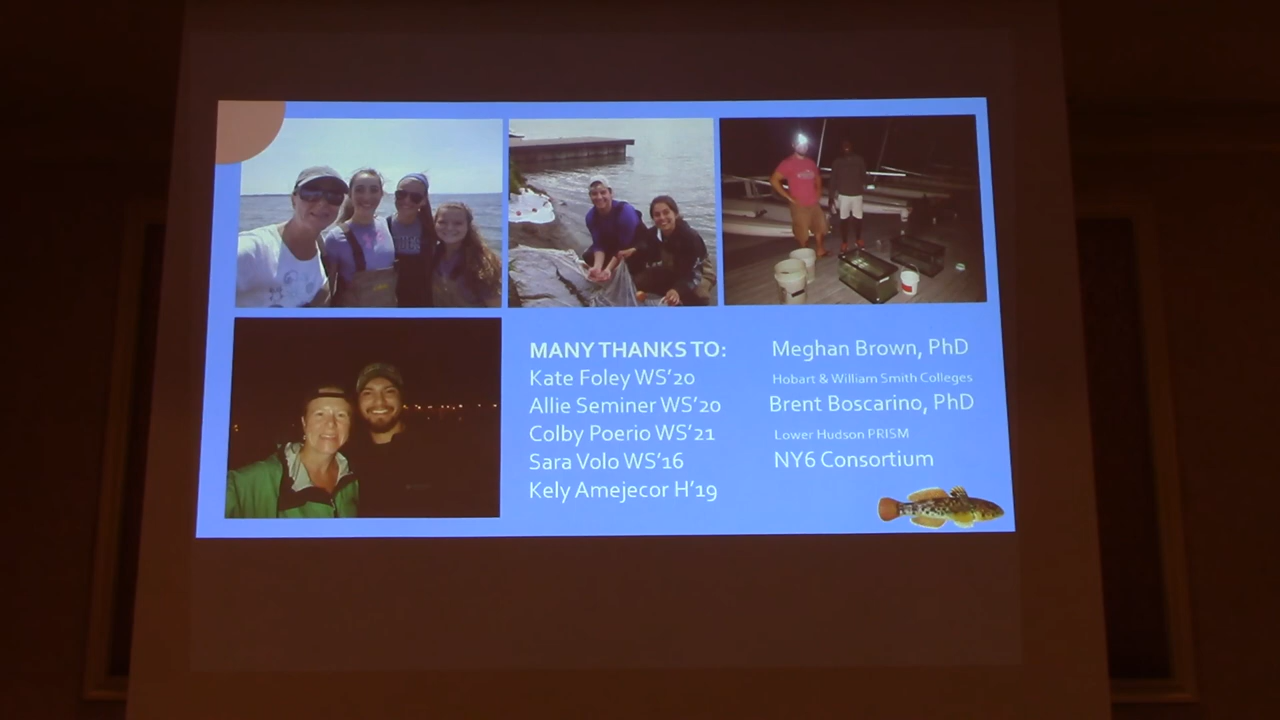 MANY THANKS TO:
Kate Foley WS'20
Allie Seminer WS'20
Colby Poerio WS'21
Sara Volo WS'16
Kely Amejecor H'19
Meghan Brown, PhD
Hobart & William Smith Colleges
Brent Boscarino, PhD
Lower Hudson PRISM
NY6 Consortium